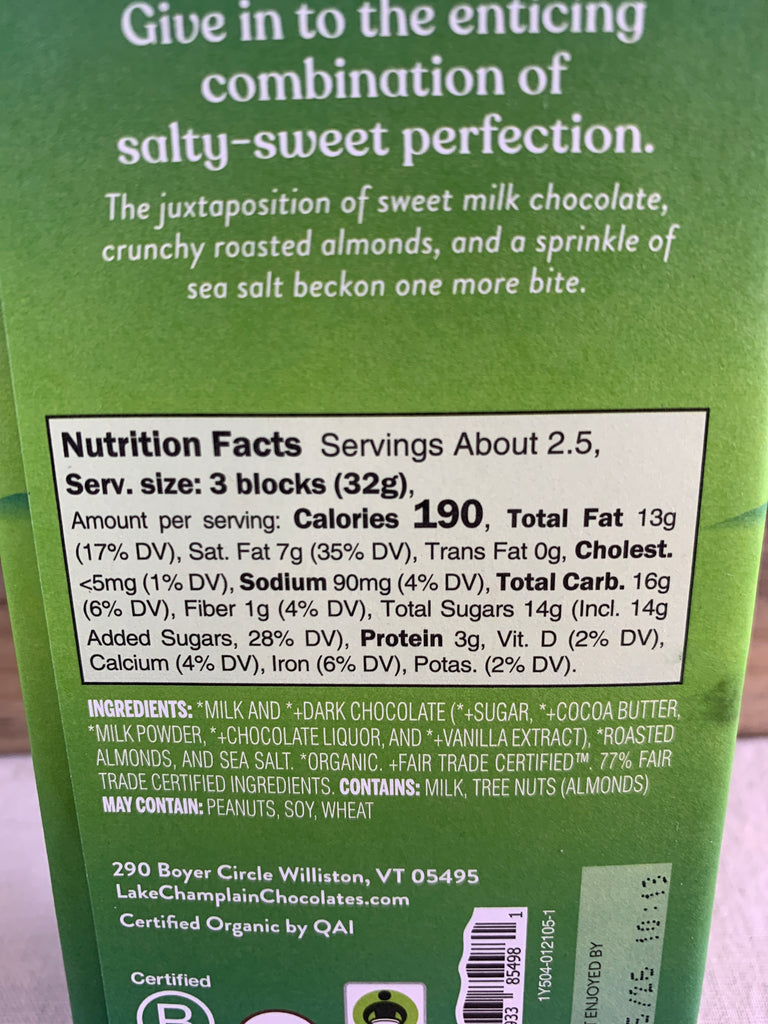 Give in to the enticing
combination of
salty-sweet perfection.
The juxtaposition of sweet milk chocolate,
crunchy roasted almonds, and a sprinkle of
sea salt beckon one more bite.
Nutrition Facts Servings About 2.5,
Serv. size: 3 blocks (32g),
Amount per serving: Calories 190, Total Fat 13g
(17% DV), Sat. Fat 7g (35% DV), Trans Fat 0g, Cholest.
<5mg (1% DV), Sodium 90mg (4% DV), Total Carb. 16g
(6% DV), Fiber 1g (4% DV), Total Sugars 14g (Incl. 14g
Added Sugars, 28% DV), Protein 3g, Vit. D (2% DV),
Calcium (4% DV), Iron (6% DV), Potas. (2% DV).
INGREDIENTS: *MILK AND *+DARK CHOCOLATE (*+SUGAR, *+COCOA BUTTER,
*MILK POWDER, *+CHOCOLATE LIQUOR, AND *+VANILLA EXTRACT), *ROASTED
ALMONDS, AND SEA SALT. *ORGANIC. +FAIR TRADE CERTIFIED™. 77% FAIR
TRADE CERTIFIED INGREDIENTS. CONTAINS: MILK, TREE NUTS (ALMONDS)
MAY CONTAIN: PEANUTS, SOY, WHEAT
290 Boyer Circle Williston, VT 05495
LakeChamplainChocolates.com
Certified Organic by QAI
Certified
B
85498 1
1Y504-012105-1
ENJOYED BY